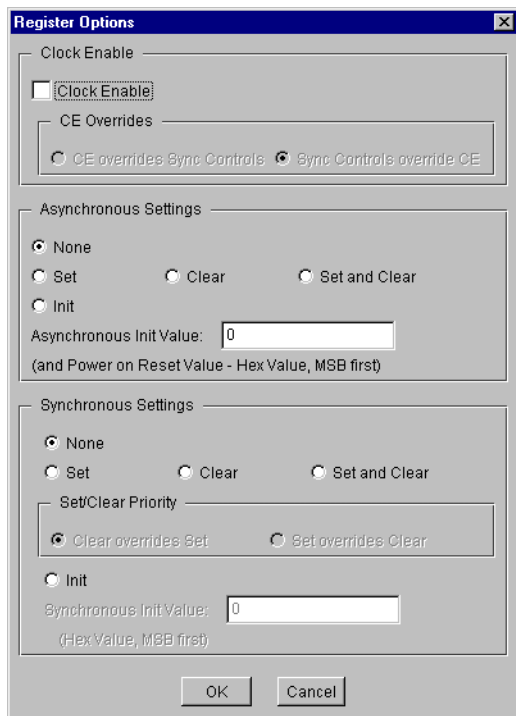 Register Options
Clock Enable
Clock Enable
CE Overrides
CE overrides Sync Controls Sync Controls override CE
Asynchronous Settings
None
Set Clear Set and Clear
Init
Asynchronous Init Value: 0
(and Power on Reset Value - Hex Value, MSB first)
Synchronous Settings
None
Set Clear Set and Clear
Set/Clear Priority
Clear overrides Set Set overrides Clear
Init
Synchronous Init Value: 0
(Hex Value, MSB first)
OK Cancel